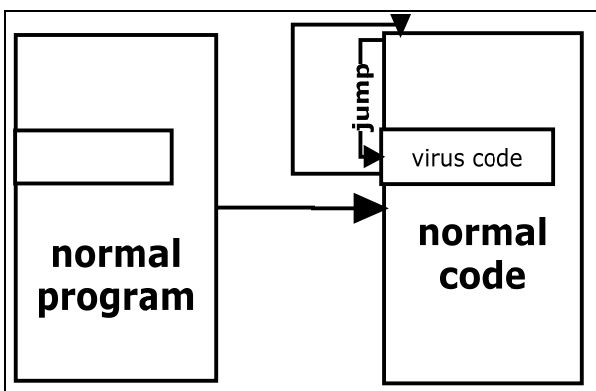 normal
program
jump
virus code
normal
code